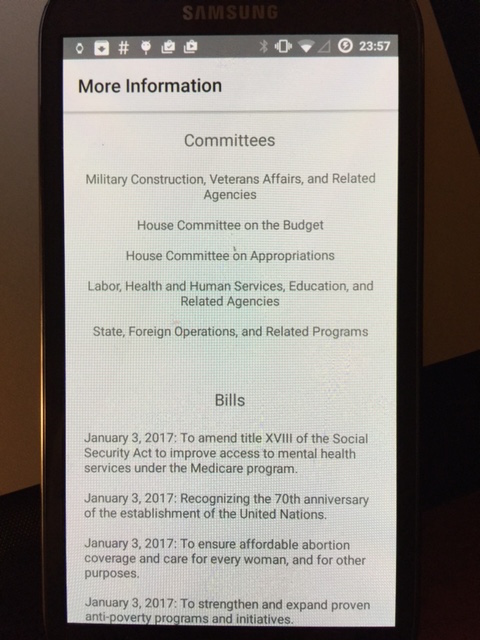 SAMSUNG
23:57
More Information
Committees
Military Construction, Veterans Affairs, and Related
Agencies
House Committee on the Budget
House Committee on Appropriations
Labor, Health and Human Services, Education, and
Related Agencies
State, Foreign Operations, and Related Programs
Bills
January 3, 2017: To amend title XVIII of the Social
Security Act to improve access to mental health
services under the Medicare program.
January 3, 2017: Recognizing the 70th anniversary
of the establishment of the United Nations.
January 3, 2017: To ensure affordable abortion
coverage and care for every woman, and for other
purposes.
January 3, 2017: To strengthen and expand proven
anti-poverty programs and initiatives.